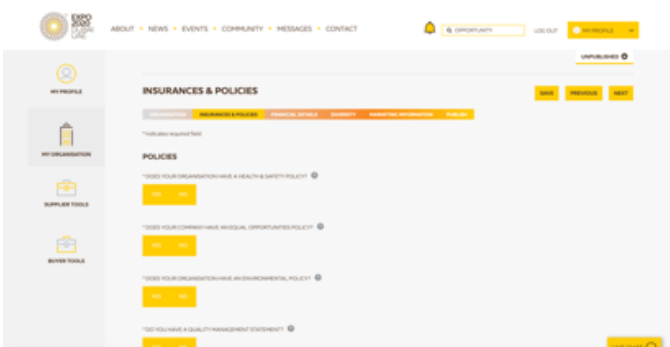 EXPO
2020
DUBAI
UAE
ABOUT • NEWS • EVENTS • COMMUNITY • MESSAGES • CONTACT
OPPORTUNITY
LOG OUT
MY PROFILE
UNPUBLISHED
MY PROFILE
INSURANCES & POLICIES
SAVE
PREVIOUS
NEXT
ORGANISATION
INSURANCES & POLICIES
FINANCIAL DETAILS
DIVERSITY
MARKETING INFORMATION
PUBLISH
*Indicates required field
MY ORGANISATION
POLICIES
*DOES YOUR ORGANISATION HAVE A HEALTH & SAFETY POLICY?
YES NO
SUPPLIER TOOLS
*DOES YOUR COMPANY HAVE AN EQUAL OPPORTUNITIES POLICY?
YES NO
BUYER TOOLS
*DOES YOUR ORGANISATION HAVE AN ENVIRONMENTAL POLICY?
YES NO
*DO YOU HAVE A QUALITY MANAGEMENT STATEMENT?
YES NO